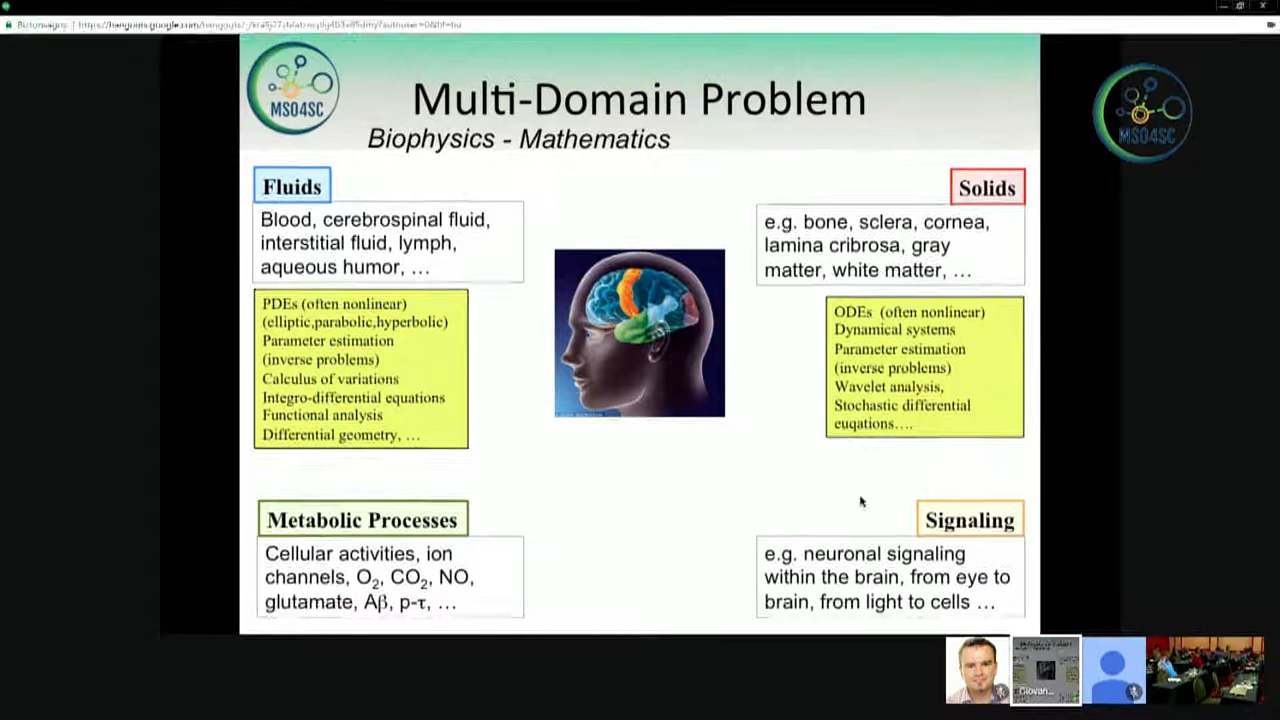 MSO4SC
Multi-Domain Problem
Biophysics - Mathematics
MSO4SC
Fluids
Blood, cerebrospinal fluid,
interstitial fluid, lymph,
aqueous humor, …
PDEs (often nonlinear)
(elliptic,parabolic,hyperbolic)
Parameter estimation
(inverse problems)
Calculus of variations
Integro-differential equations
Functional analysis
Differential geometry, …
Solids
e.g. bone, sclera, cornea,
lamina cribrosa, gray
matter, white matter, …
ODEs (often nonlinear)
Dynamical systems
Parameter estimation
(inverse problems)
Wavelet analysis,
Stochastic differential
euqations….
Metabolic Processes
Cellular activities, ion
channels, O₂, CO₂, NO,
glutamate, Aβ, p-τ, …
Signaling
e.g. neuronal signaling
within the brain, from eye to
brain, from light to cells …
Giovan...